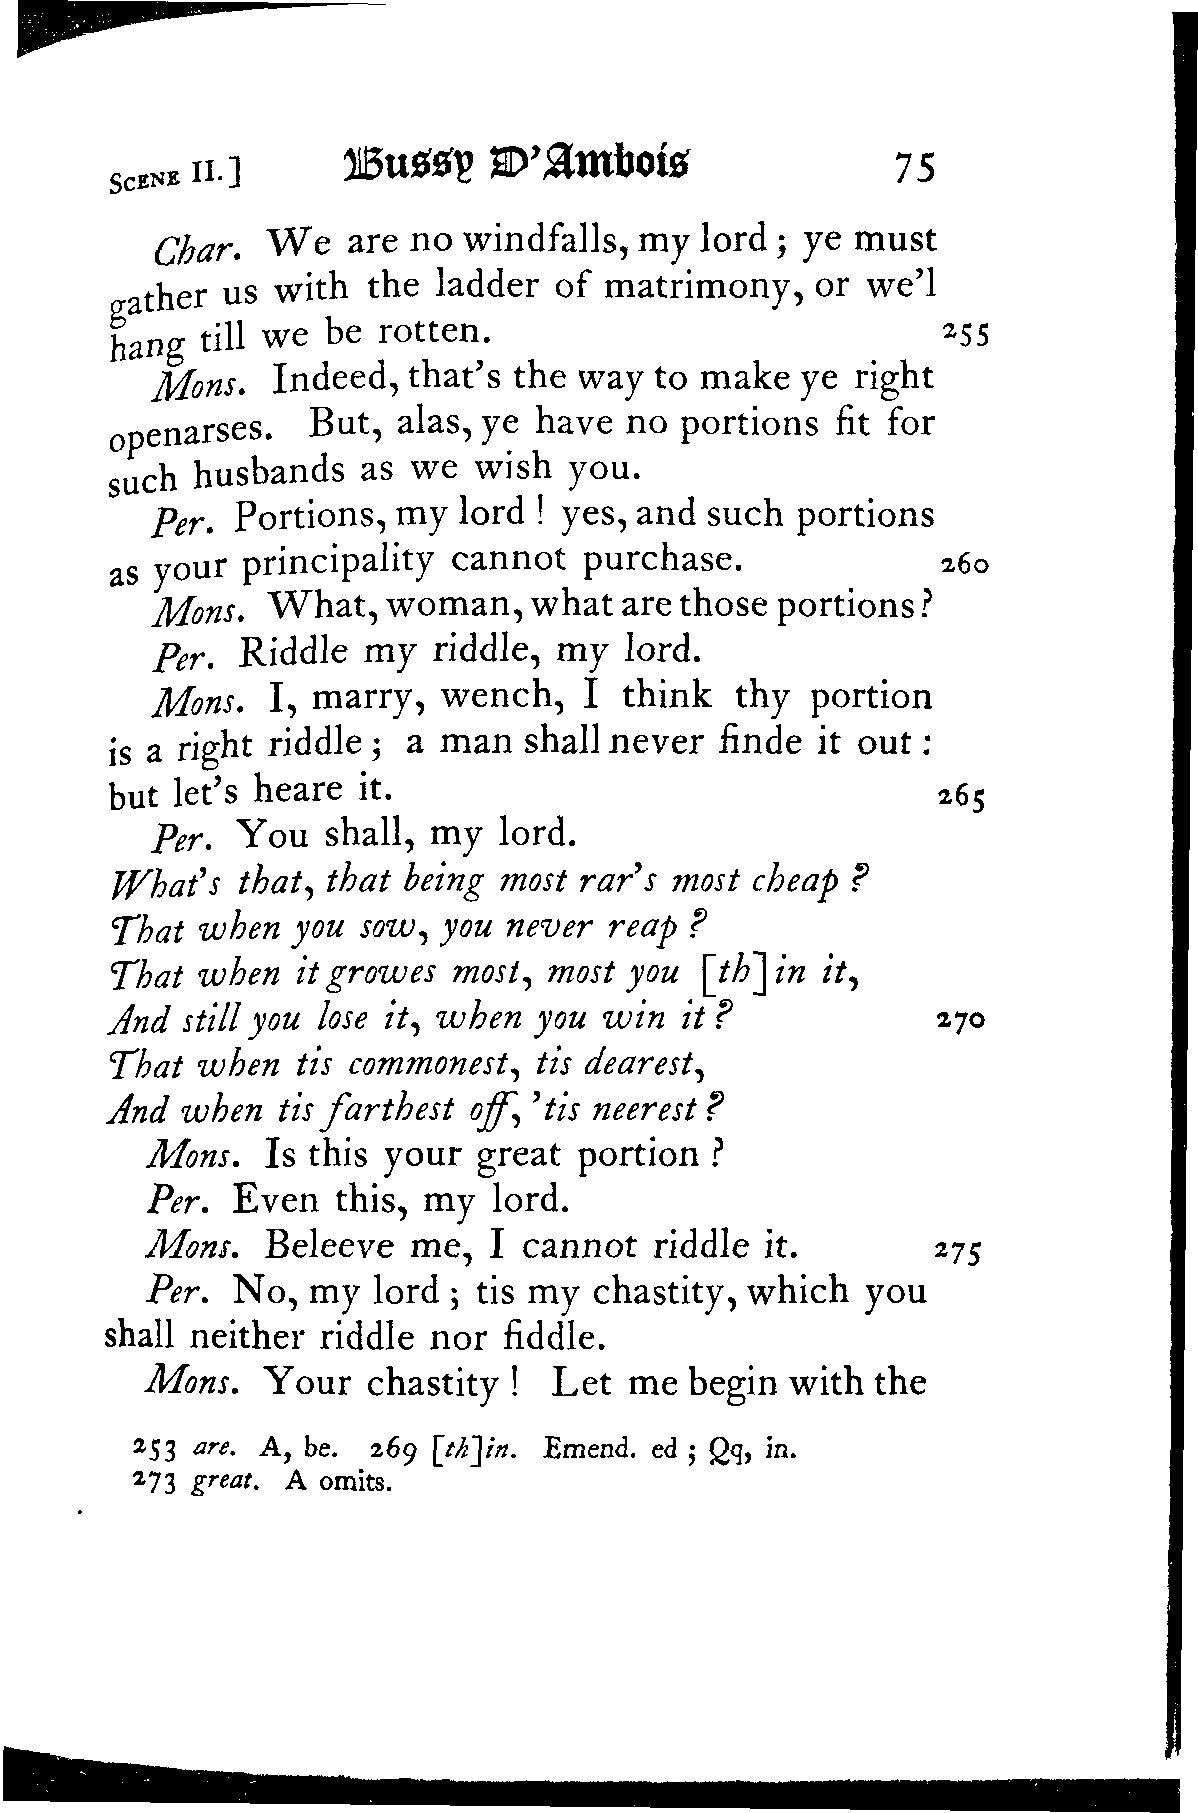 Scene II.] Bussy D'Ambois 75
Char. We are no windfalls, my lord; ye must
gather us with the ladder of matrimony, or we'l
hang till we be rotten. 255
Mons. Indeed, that's the way to make ye right
openarses. But, alas, ye have no portions fit for
such husbands as we wish you.
Per. Portions, my lord! yes, and such portions
as your principality cannot purchase. 260
Mons. What, woman, what are those portions?
Per. Riddle my riddle, my lord.
Mons. I, marry, wench, I think thy portion
is a right riddle; a man shall never finde it out:
but let's heare it. 265
Per. You shall, my lord.
What's that, that being most rar's most cheap?
That when you sow, you never reap?
That when it growes most, most you [th]in it,
And still you lose it, when you win it? 270
That when tis commonest, tis dearest,
And when tis farthest off, 'tis neerest?
Mons. Is this your great portion?
Per. Even this, my lord.
Mons. Beleeve me, I cannot riddle it. 275
Per. No, my lord; tis my chastity, which you
shall neither riddle nor fiddle.
Mons. Your chastity! Let me begin with the
253 are. A, be. 269 [th]in. Emend. ed; Qq, in.
273 great. A omits.